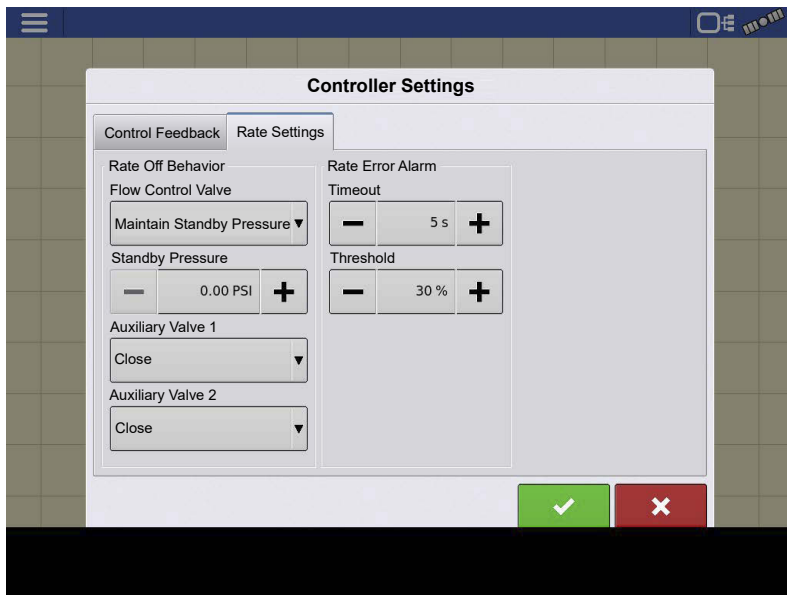 Controller Settings
Control Feedback
Rate Settings
Rate Off Behavior
Flow Control Valve
Maintain Standby Pressure
Standby Pressure
0.00 PSI
Auxiliary Valve 1
Close
Auxiliary Valve 2
Close
Rate Error Alarm
Timeout
5 s
Threshold
30 %